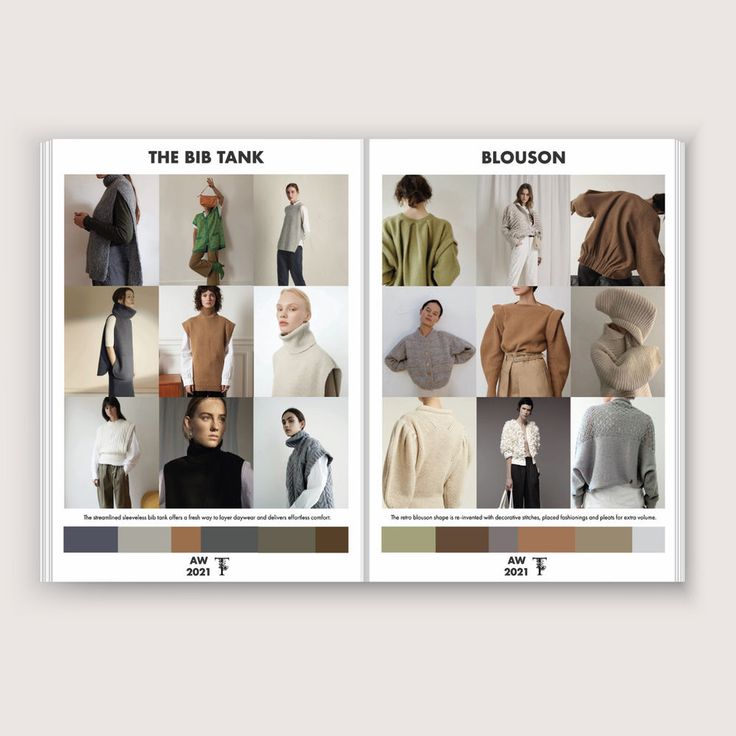 THE BIB TANK
The streamlined sleeveless bib tank offers a fresh way to layer daywear and delivers effortless comfort.
AW
2021
BLOUSON
The retro blouson shape is re-invented with decorative stitches, placed fashionings and pleats for extra volume.
AW
2021